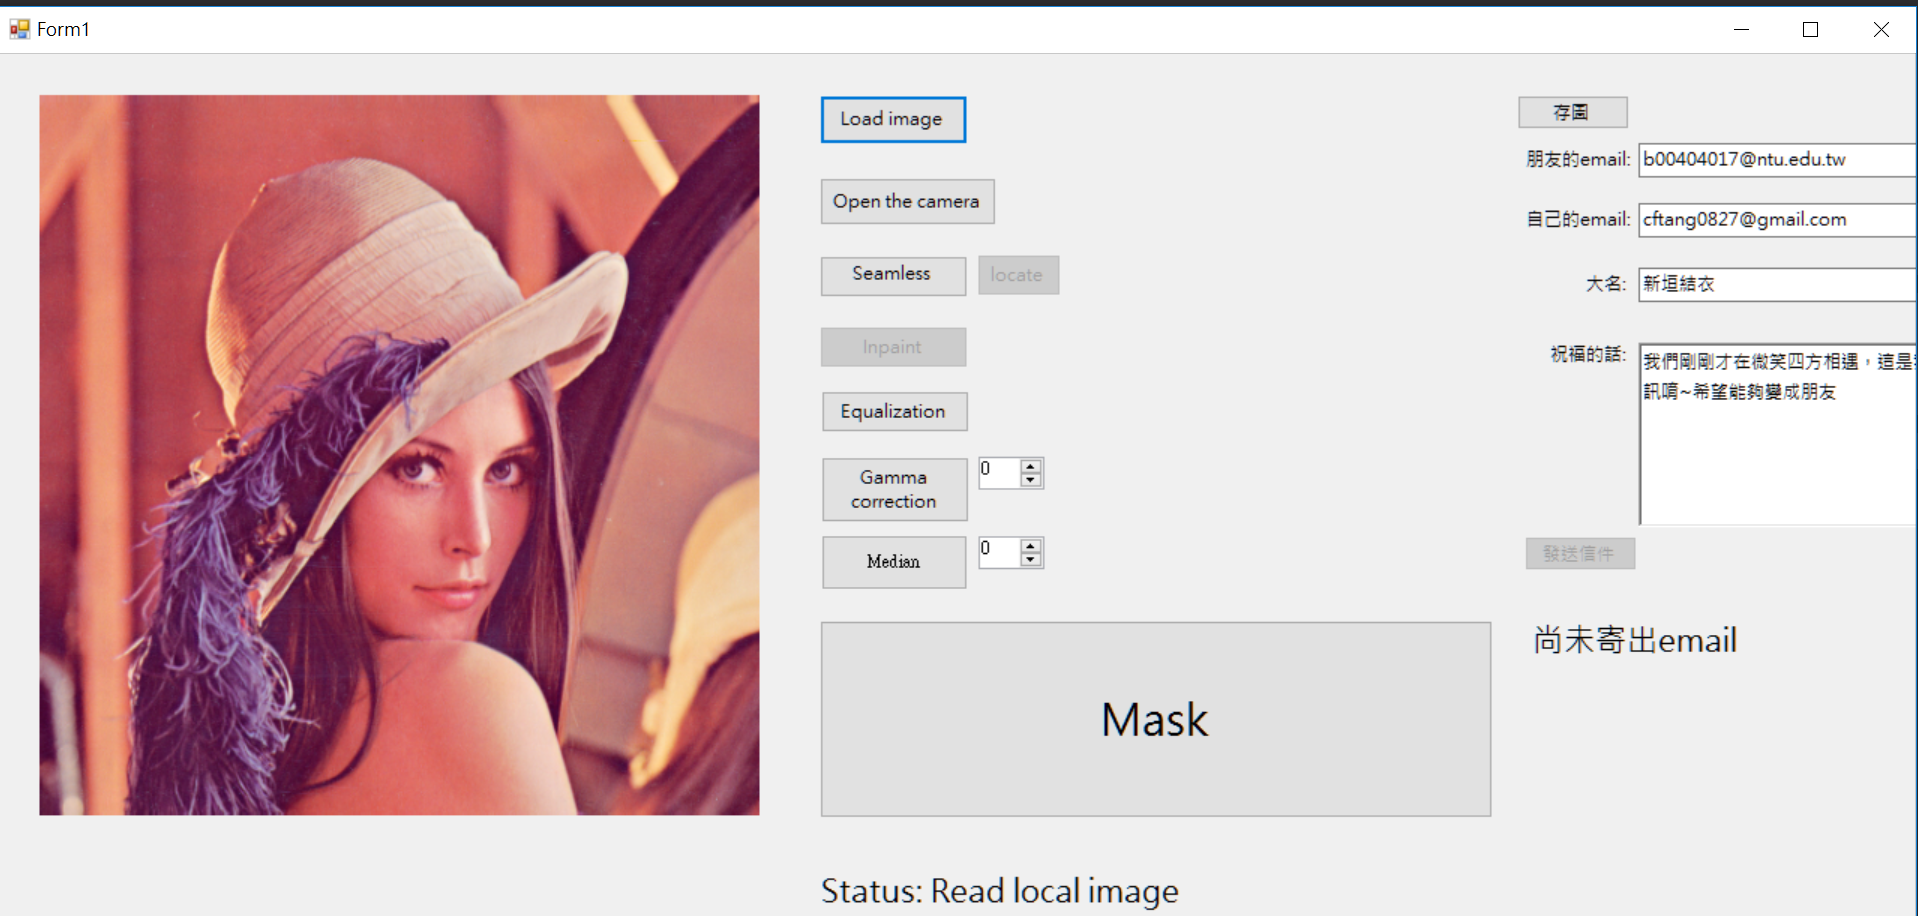 Form1
Load image
Open the camera
Seamless
locate
Inpaint
Equalization
Gamma
correction
0
Median
0
Mask
Status: Read local image
存圖
朋友的email:
b00404017@ntu.edu.tw
自己的email:
cftang0827@gmail.com
大名:
新垣結衣
祝福的話:
我們剛剛才在微笑四方相遇，這是
訊唷~希望能夠變成朋友
發送信件
尚未寄出email